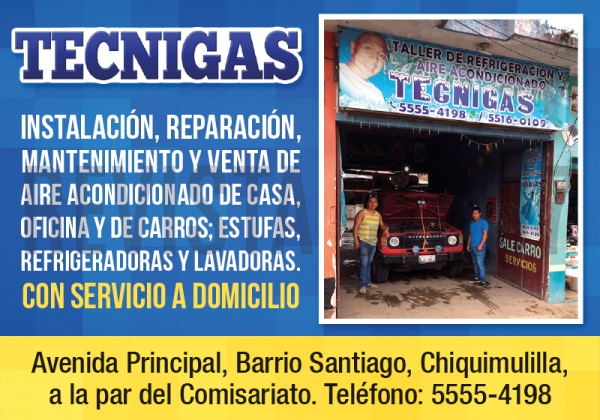 TECNIGAS
INSTALACIÓN, REPARACIÓN,
MANTENIMIENTO Y VENTA DE
AIRE ACONDICIONADO DE CASA,
OFICINA Y DE CARROS; ESTUFAS,
REFRIGERADORAS Y LAVADORAS.
CON SERVICIO A DOMICILIO
TALLER DE REFRIGERACIÓN Y
AIRE ACONDICIONADO
TECNIGAS
5555-4198 / 5516-0109
SALE CARRO
SERVICIOS
REVISTA
Avenida Principal, Barrio Santiago, Chiquimulilla,
a la par del Comisariato. Teléfono: 5555-4198